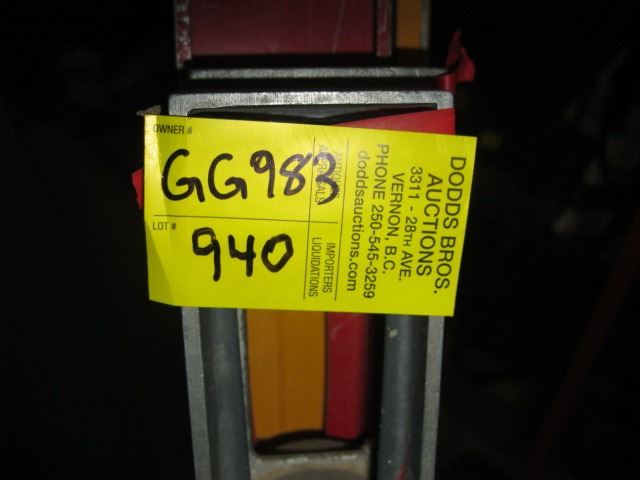 OWNER #
GG983
LOT #
940
AUCTIONS
APPRAISALS
IMPORTERS
LIQUIDATIONS
DODDS BROS.
AUCTIONS
3311 - 28TH AVE.
VERNON, B.C.
PHONE 250-545-3259
doddsauctions.com